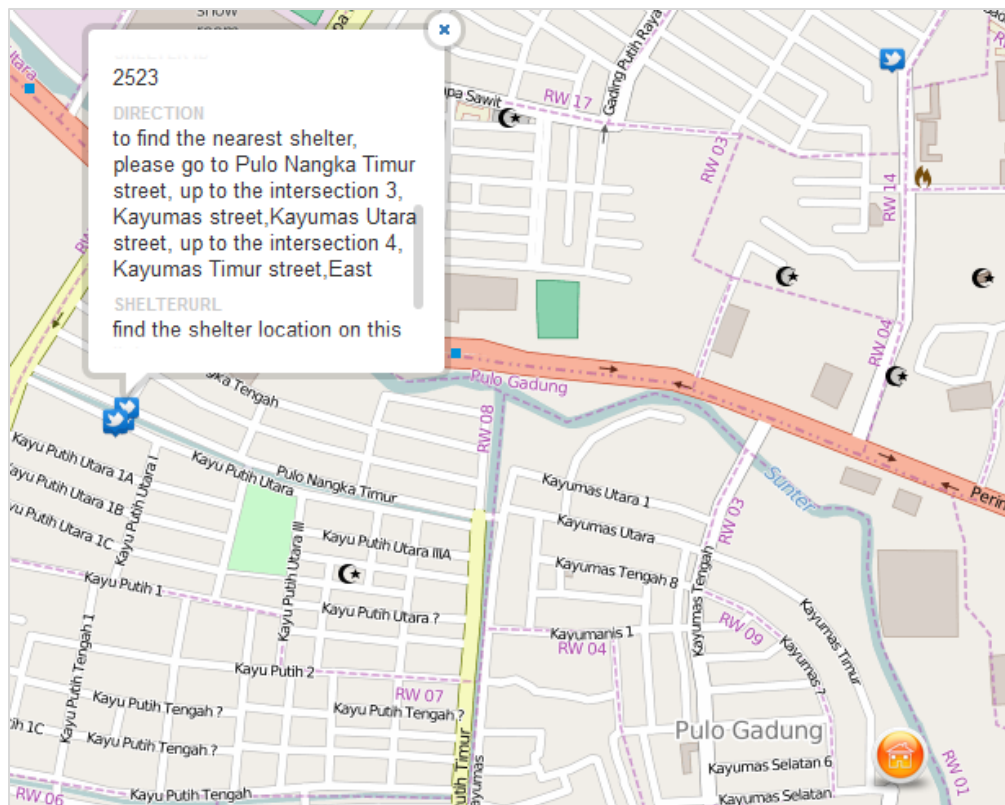 show
room
2523
DIRECTION
to find the nearest shelter,
please go to Pulo Nangka Timur
street, up to the intersection 3,
Kayumas street,Kayumas Utara
street, up to the intersection 4,
Kayumas Timur street,East
SHELTERURL
find the shelter location on this
Utara
Sawit
RW 17
Gading Putih Raya
RW 03
RW 14
RW 04
Pulo Gadung
Tengah
RW 08
Kayu Putih Utara 1A
Kayu Putih Utara 1B
Utara 1C
Kayu Putih Utara I
Kayu Putih Utara
Pulo Nangka Timur
Kayu Putih Utara III
Kayu Putih Utara IIIA
Kayu Putih Utara ?
Kayu Putih 1
Kayu Putih 2
Kayu Putih Tengah 1
Kayu Putih Tengah ?
Kayu Putih Tengah ?
Kayu Putih Tengah ?
Kayu Putih Tengah
1C
RW 07
RW 06
Timur
Kayumas Utara 1
Kayumas Utara
Kayumas Tengah 8
Kayumas Tengah
Kayumanis 1
RW 04
RW 03
RW 09
Kayumas ?
Kayumas Timur
Sunter
Pulo Gadung
Kayumas Selatan 6
Kayumas Selatan
RW 01